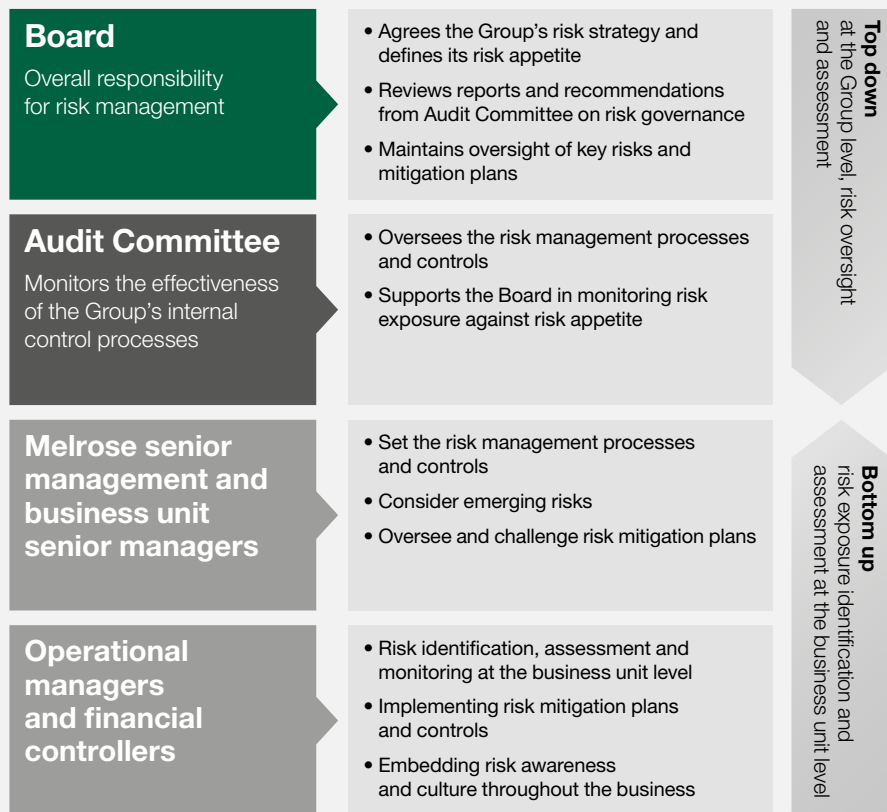 Board
Overall responsibility
for risk management
• Agrees the Group’s risk strategy and
defines its risk appetite
• Reviews reports and recommendations
from Audit Committee on risk governance
• Maintains oversight of key risks and
mitigation plans
Audit Committee
Monitors the effectiveness
of the Group’s internal
control processes
• Oversees the risk management processes
and controls
• Supports the Board in monitoring risk
exposure against risk appetite
Top down
at the Group level, risk oversight
and assessment
Melrose senior
management and
business unit
senior managers
• Set the risk management processes
and controls
• Consider emerging risks
• Oversee and challenge risk mitigation plans
Operational
managers
and financial
controllers
• Risk identification, assessment and
monitoring at the business unit level
• Implementing risk mitigation plans
and controls
• Embedding risk awareness
and culture throughout the business
Bottom up
risk exposure identification and
assessment at the business unit level